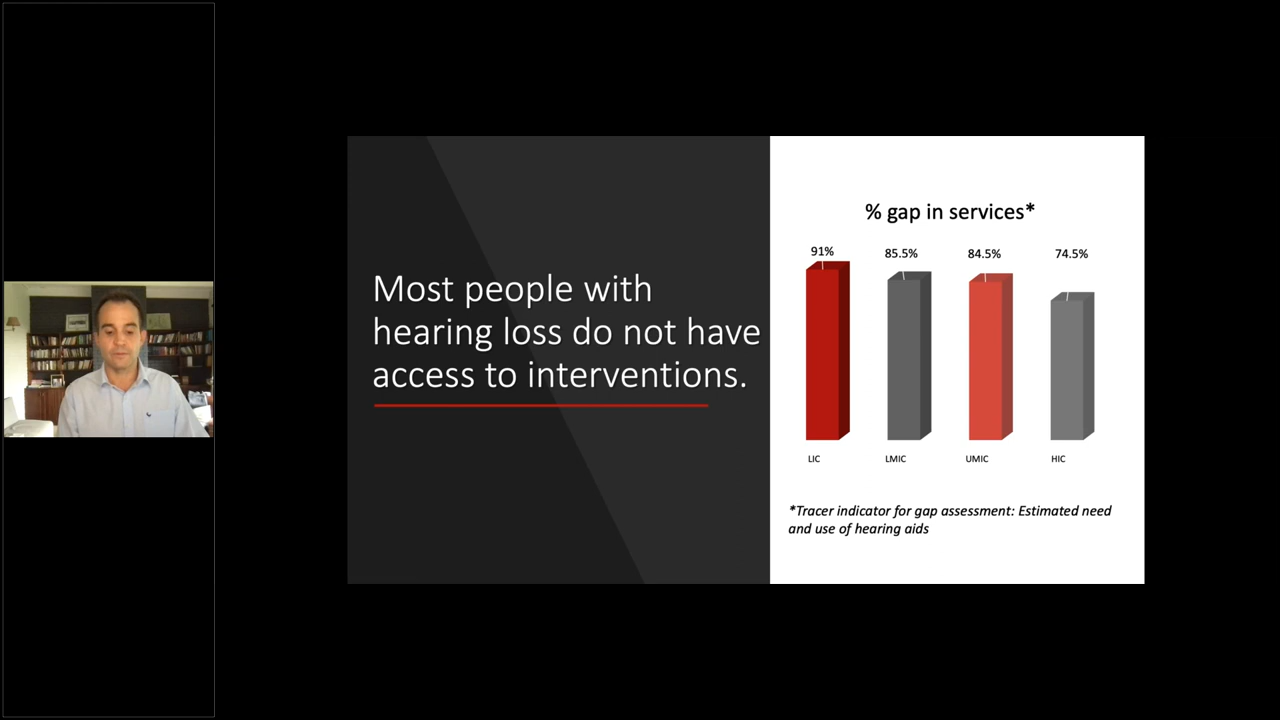 Most people with
hearing loss do not have
access to interventions.
% gap in services*
91% 85.5% 84.5% 74.5%
LIC LMIC UMIC HIC
*Tracer indicator for gap assessment: Estimated need
and use of hearing aids